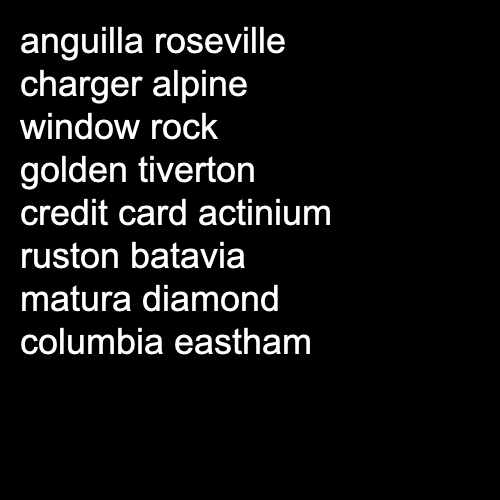 anguilla roseville
charger alpine
window rock
golden tiverton
credit card actinium
ruston batavia
matura diamond
columbia eastham